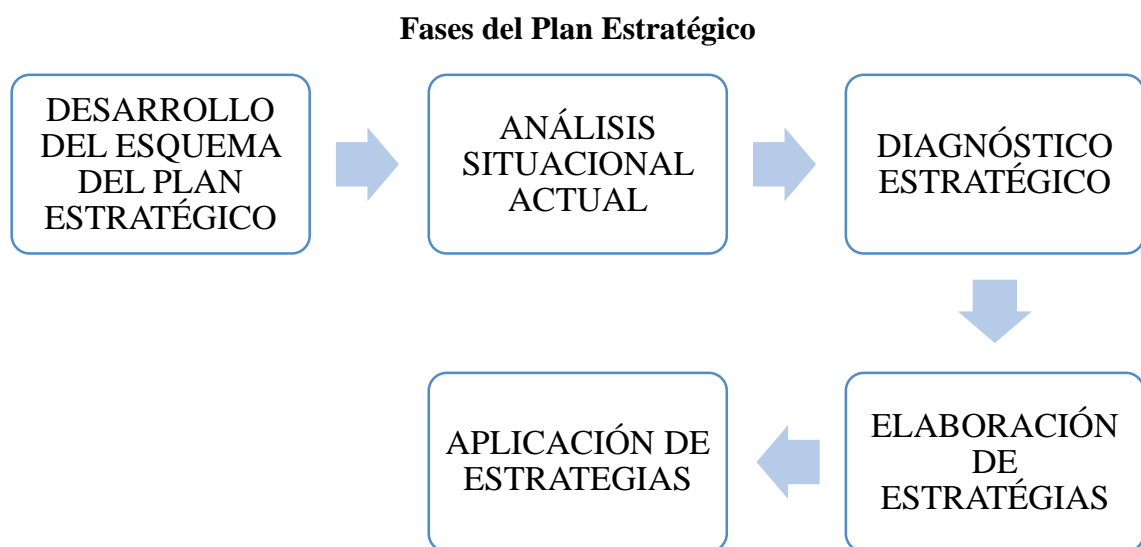 Fases del Plan Estratégico
DESARROLLO
DEL ESQUEMA
DEL PLAN
ESTRATÉGICO
ANÁLISIS
SITUACIONAL
ACTUAL
DIAGNÓSTICO
ESTRATÉGICO
ELABORACIÓN
DE
ESTRATÉGIAS
APLICACIÓN DE
ESTRATEGIAS